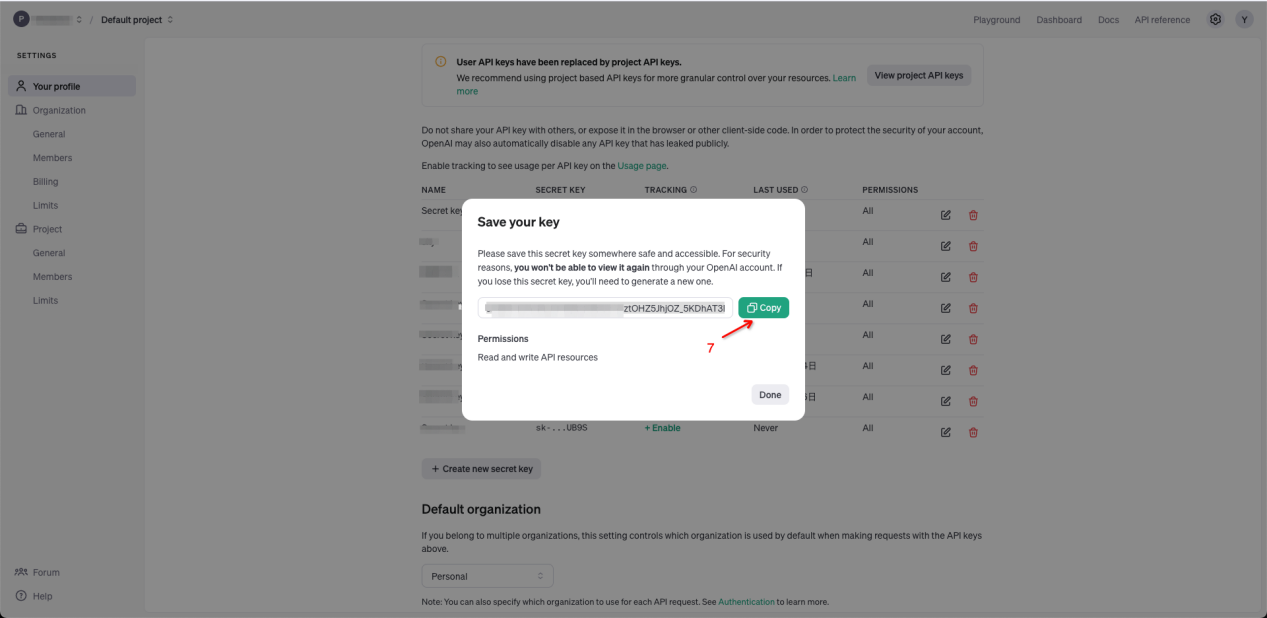 P / Default project
Playground Dashboard Docs API reference Y
SETTINGS
Your profile
Organization
General
Members
Billing
Limits
Project
General
Members
Limits
Forum
Help
User API keys have been replaced by project API keys.
We recommend using project based API keys for more granular control over your resources. Learn
more
View project API keys
Do not share your API key with others, or expose it in the browser or other client-side code. In order to protect the security of your account,
OpenAI may also automatically disable any API key that has leaked publicly.
Enable tracking to see usage per API key on the Usage page.
NAME SECRET KEY TRACKING LAST USED PERMISSIONS
Secret key All
All
日 All
All
All
日 All
日 All
sk-...UB9S + Enable Never All
Save your key
Please save this secret key somewhere safe and accessible. For security
reasons, you won't be able to view it again through your OpenAI account. If
you lose this secret key, you'll need to generate a new one.
ztOHZ5JhjOZ_5KDhAT3I Copy
7
Permissions
Read and write API resources
Done
+ Create new secret key
Default organization
If you belong to multiple organizations, this setting controls which organization is used by default when making requests with the API keys
above.
Personal
Note: You can also specify which organization to use for each API request. See Authentication to learn more.